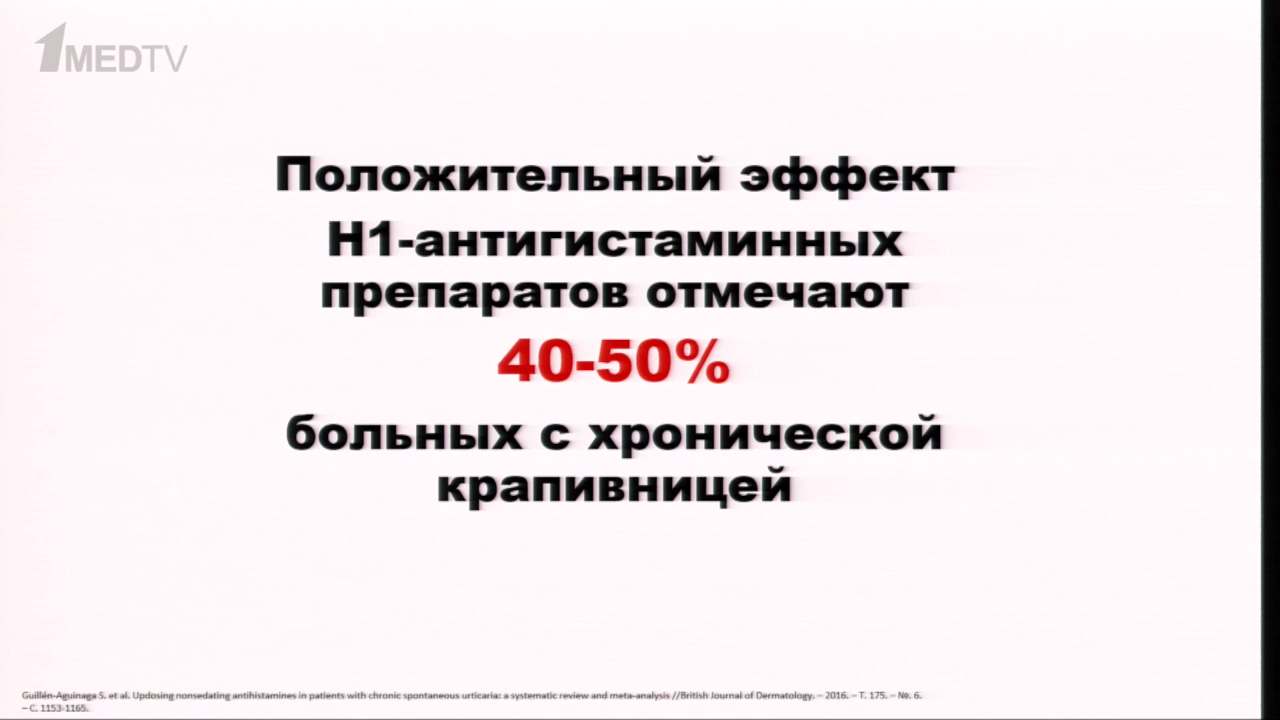 1MEDTV
Положительный эффект
Н1-антигистаминных
препаратов отмечают
40-50%
больных с хронической
крапивницей
Guillén-Aguinaga S. et al. Updosing nonsedating antihistamines in patients with chronic spontaneous urticaria: a systematic review and meta-analysis //British Journal of Dermatology. – 2016. – Т. 175. – №. 6.
– С. 1153-1165.